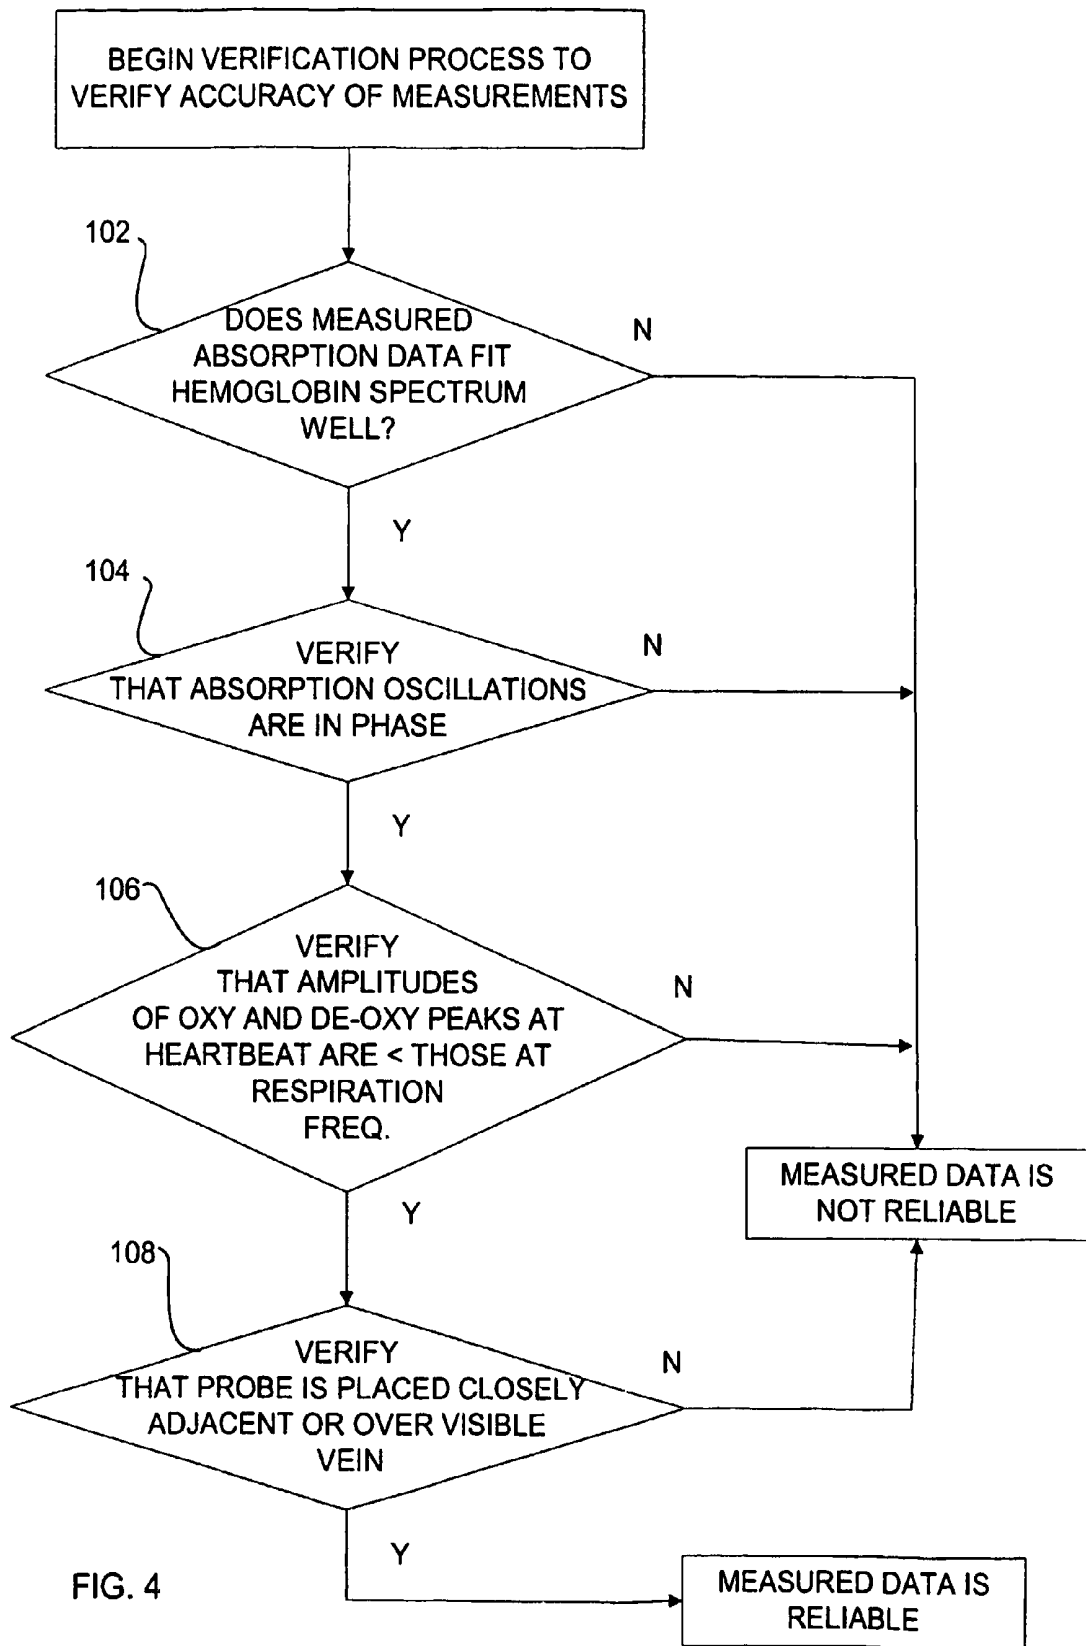 BEGIN VERIFICATION PROCESS TO
VERIFY ACCURACY OF MEASUREMENTS
102
DOES MEASURED
ABSORPTION DATA FIT
HEMOGLOBIN SPECTRUM
WELL?
N
Y
104
VERIFY
THAT ABSORPTION OSCILLATIONS
ARE IN PHASE
N
Y
106
VERIFY
THAT AMPLITUDES
OF OXY AND DE-OXY PEAKS AT
HEARTBEAT ARE < THOSE AT
RESPIRATION
FREQ.
N
MEASURED DATA IS
NOT RELIABLE
Y
108
VERIFY
THAT PROBE IS PLACED CLOSELY
ADJACENT OR OVER VISIBLE
VEIN
N
Y
FIG. 4
MEASURED DATA IS
RELIABLE